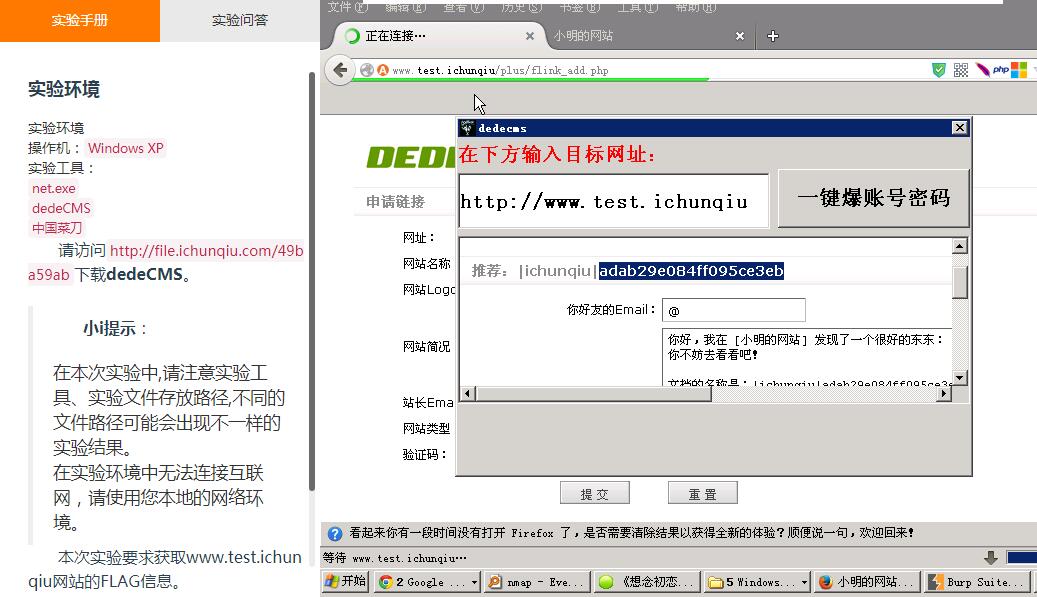 实验手册
实验问答
实验环境
实验环境
操作机： Windows XP
实验工具：
net.exe
dedeCMS
中国菜刀
请访问 http://file.ichunqiu.com/49b
a59ab 下载dedeCMS。
小i提示：
在本次实验中,请注意实验工
具、实验文件存放路径,不同的
文件路径可能会出现不一样的
实验结果。
在实验环境中无法连接互联
网，请使用您本地的网络环
境。
本次实验要求获取www.test.ichun
qiu网站的FLAG信息。
文件(F) 编辑(E) 查看(V) 历史(S) 书签(B) 工具(T) 帮助(H)
正在连接…
小明的网站
www.test.ichunqiu/plus/flink_add.php
php
DEDE
申请链接
网址：
网站名称
网站Logo
网站简况
站长Ema
网站类型
验证码：
dedecms
在下方输入目标网址：
http://www.test.ichunqiu
一键爆账号密码
推荐：|ichunqiu|adab29e084ff095ce3eb
你好友的Email：
@
你好，我在 [小明的网站] 发现了一个很好的东东：
你不妨去看看吧！
文档的名称是：|ichunqiu|adab29e084ff095ce3e
提 交
重 置
看起来你有一段时间没有打开 Firefox 了，是否需要清除结果以获得全新的体验？顺便说一句，欢迎回来！
等待 www.test.ichunqiu…
开始
2 Google ...
nmap - Eve...
《想念初恋...
5 Windows...
小明的网站...
Burp Suite...